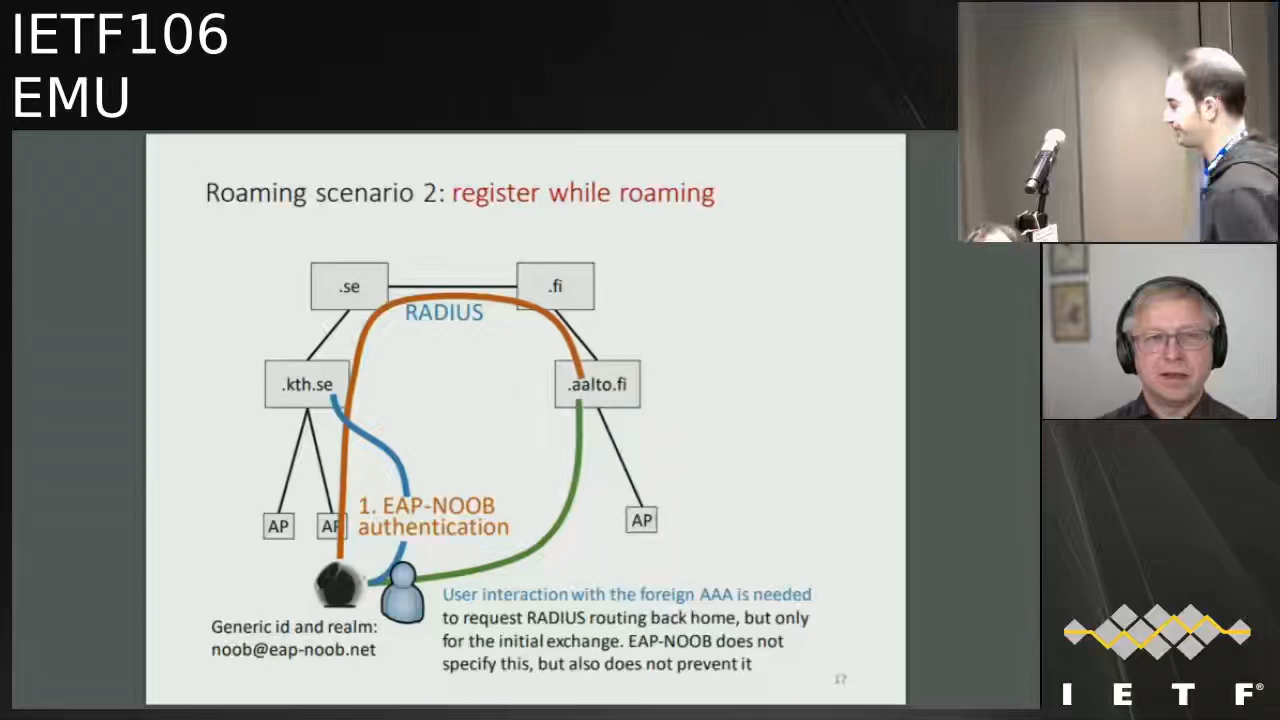 IETF106
EMU
Roaming scenario 2: register while roaming
.se
.fi
RADIUS
.kth.se
.aalto.fi
1. EAP-NOOB
authentication
AP
AP
AP
User interaction with the foreign AAA is needed
to request RADIUS routing back home, but only
for the initial exchange. EAP-NOOB does not
specify this, but also does not prevent it
Generic id and realm:
noob@eap-noob.net
17
I E T F®